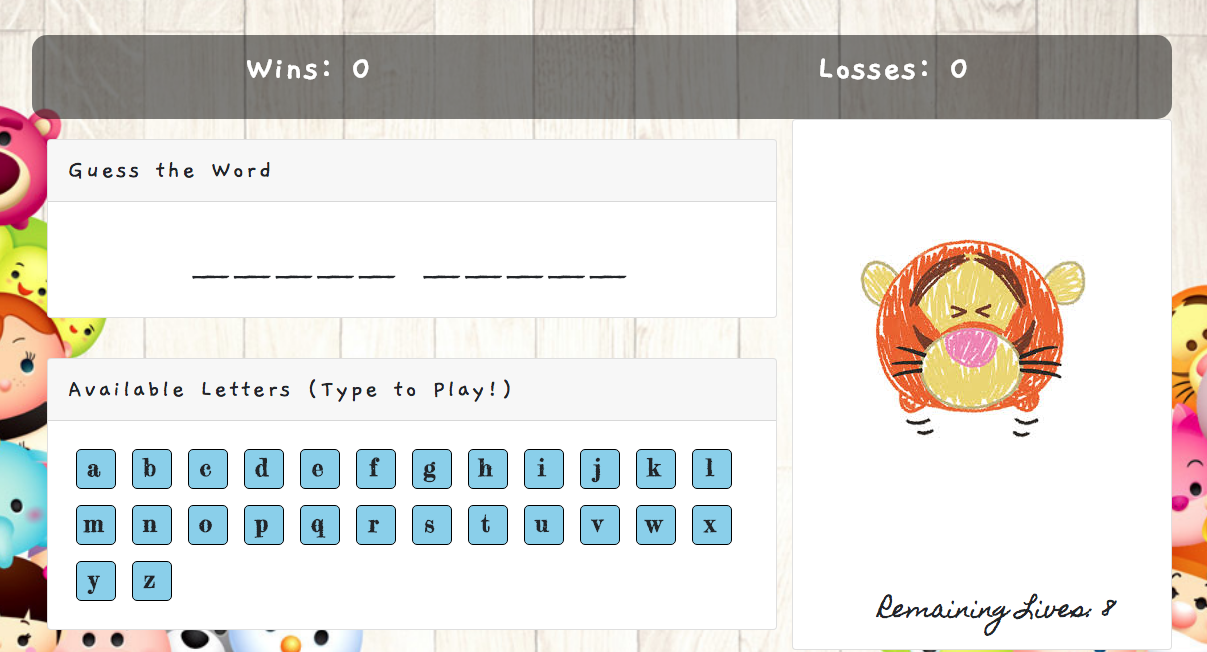 Wins: 0 Losses: 0
Guess the Word
_ _ _ _ _  _ _ _ _ _
Available Letters (Type to Play!)
a b c d e f g h i j k l
m n o p q r s t u v w x
y z
Remaining Lives: 8